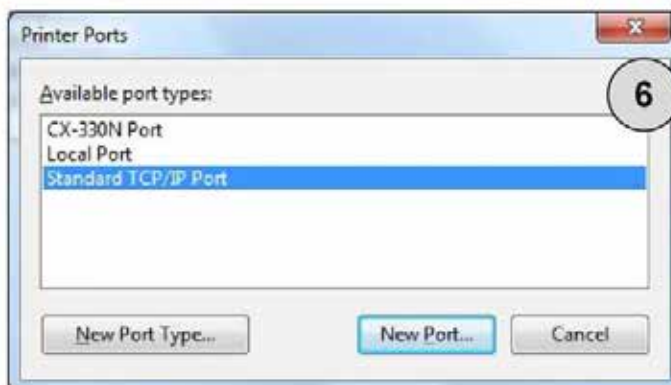 Printer Ports
6
Available port types:
CX-330N Port
Local Port
Standard TCP/IP Port
New Port Type... New Port... Cancel